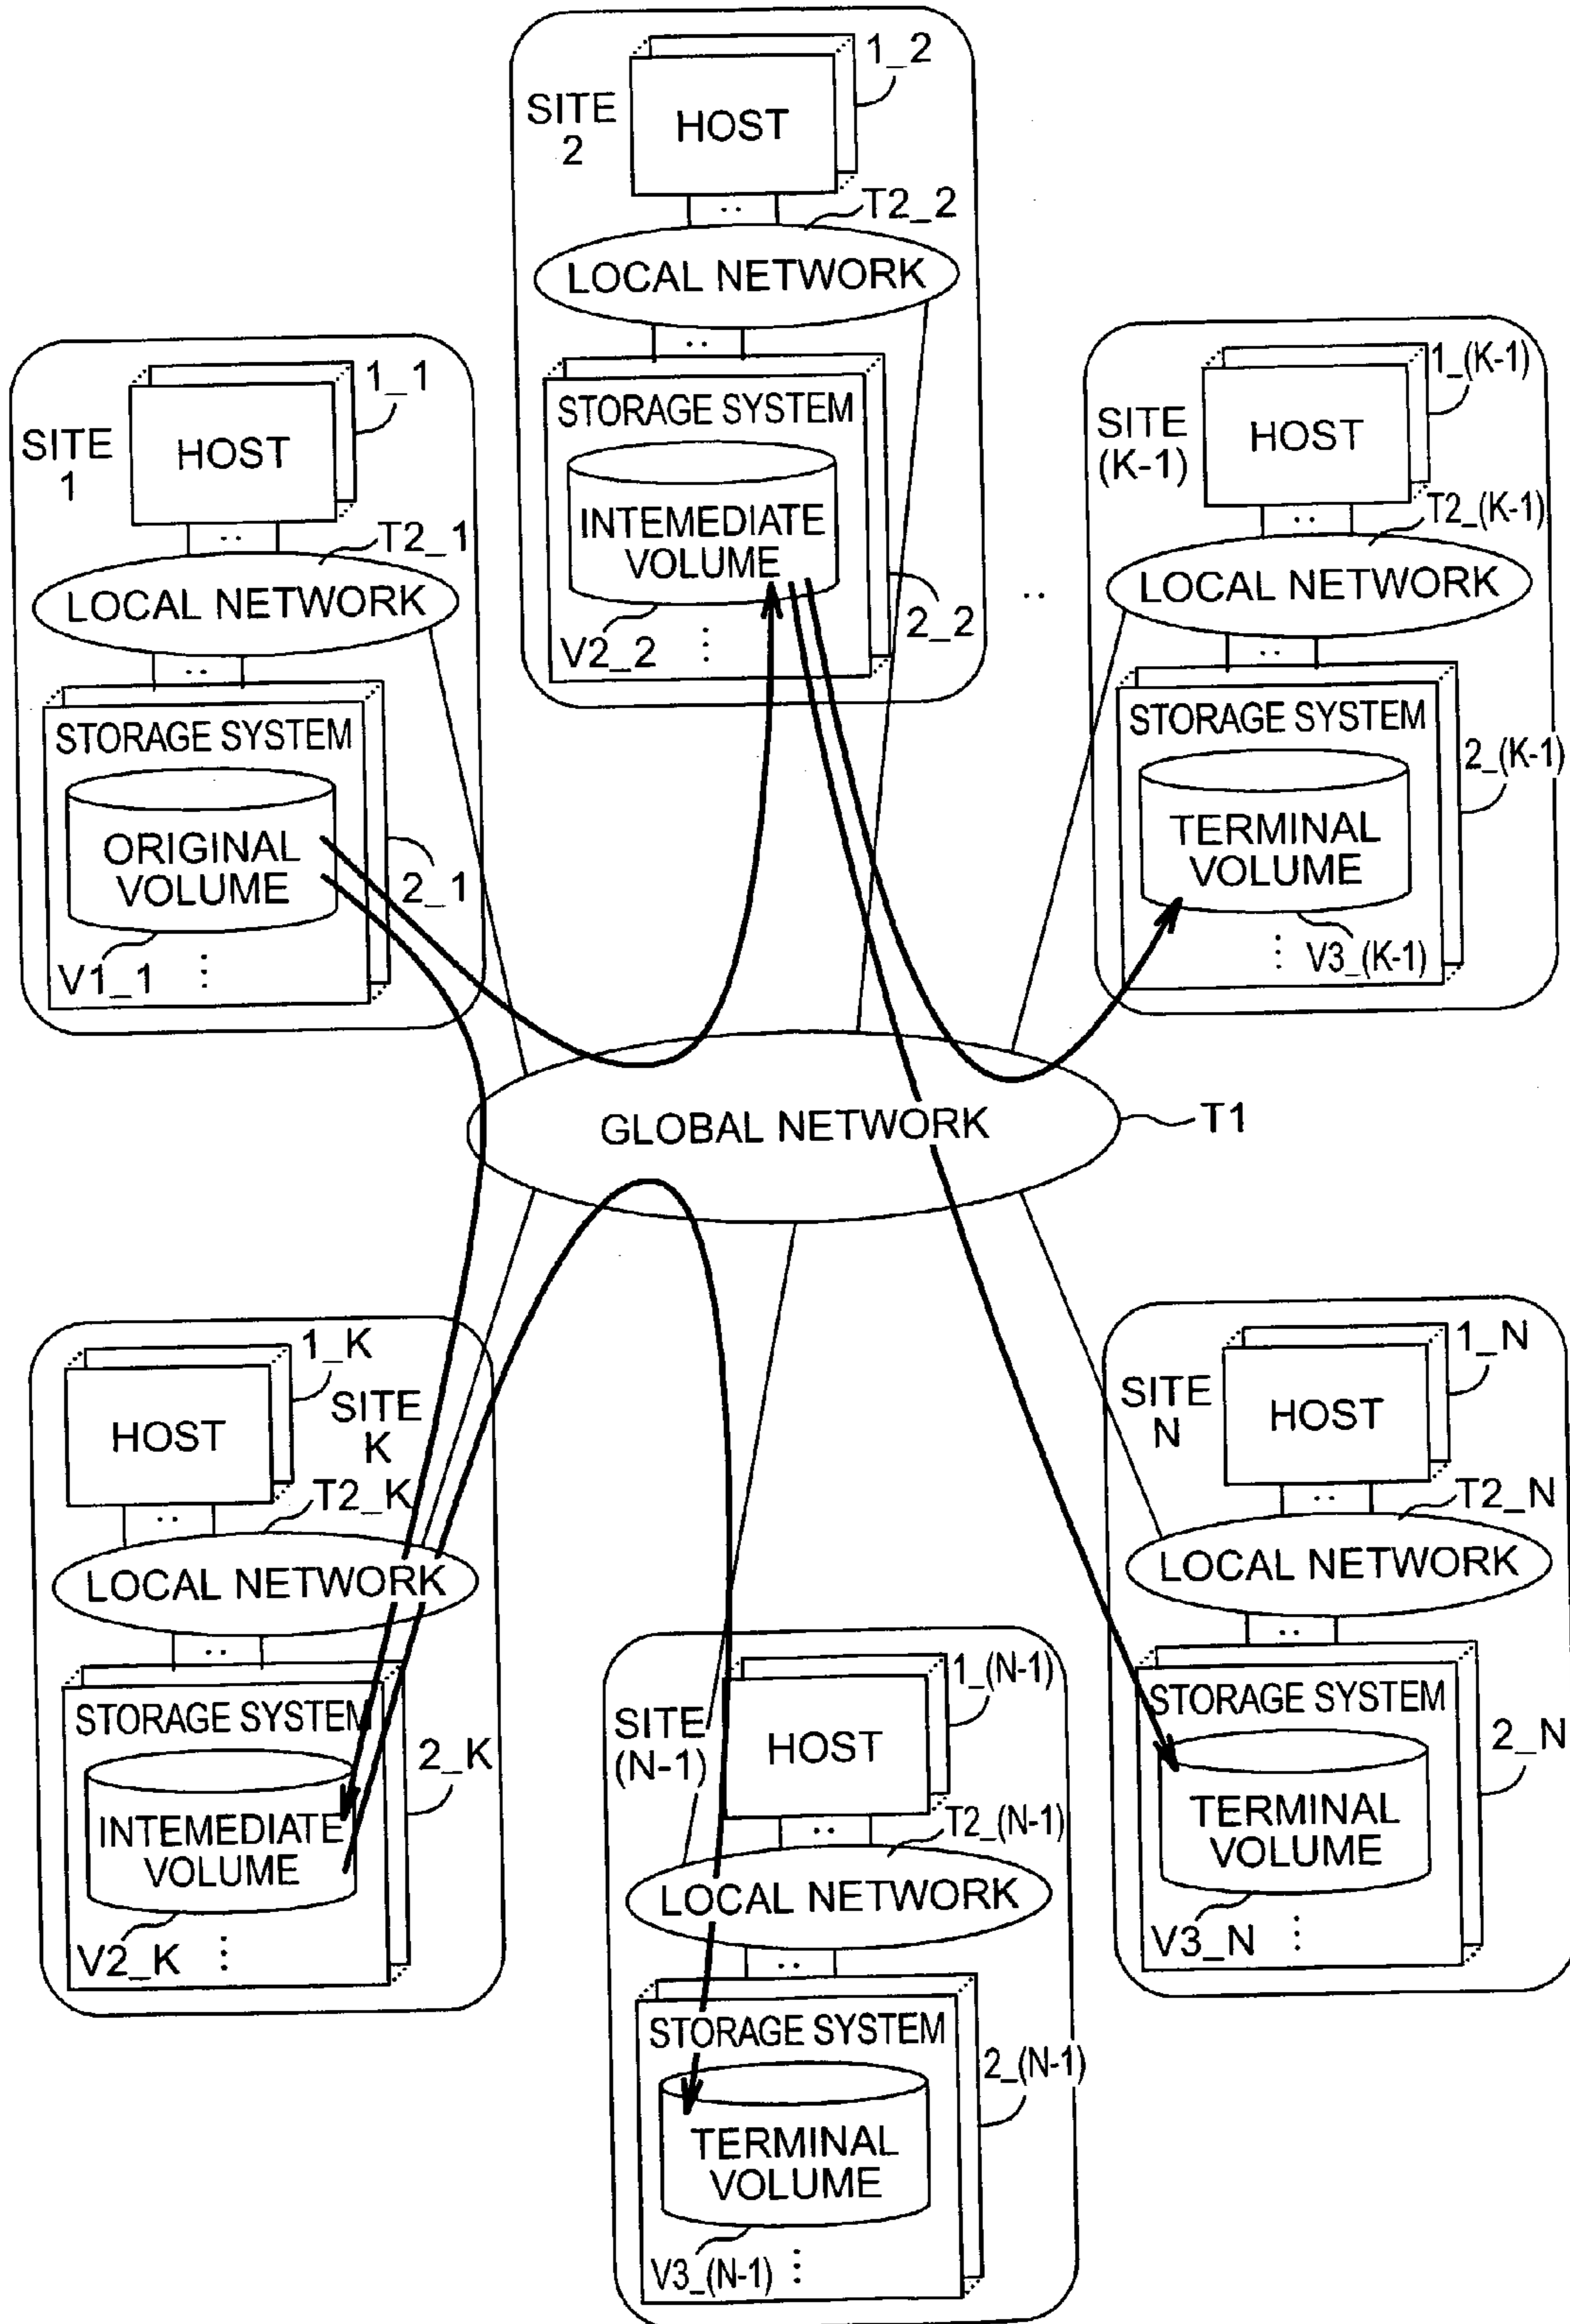 1_2
SITE
2
HOST
T2_2
LOCAL NETWORK
..
STORAGE SYSTEM
INTEMEDIATE
VOLUME
V2_2
2_2
1_1
SITE
1
HOST
T2_1
LOCAL NETWORK
STORAGE SYSTEM
ORIGINAL
VOLUME
2_1
V1_1
1_(K-1)
SITE
(K-1)
HOST
T2_(K-1)
LOCAL NETWORK
STORAGE SYSTEM
2_(K-1)
TERMINAL
VOLUME
V3_(K-1)
GLOBAL NETWORK
T1
1_K
HOST
SITE
K
T2_K
LOCAL NETWORK
STORAGE SYSTEM
2_K
INTEMEDIATE
VOLUME
V2_K
1_(N-1)
SITE
(N-1)
HOST
T2_(N-1)
LOCAL NETWORK
STORAGE SYSTEM
2_(N-1)
TERMINAL
VOLUME
V3_(N-1)
1_N
SITE
N
HOST
T2_N
LOCAL NETWORK
STORAGE SYSTEM
2_N
TERMINAL
VOLUME
V3_N